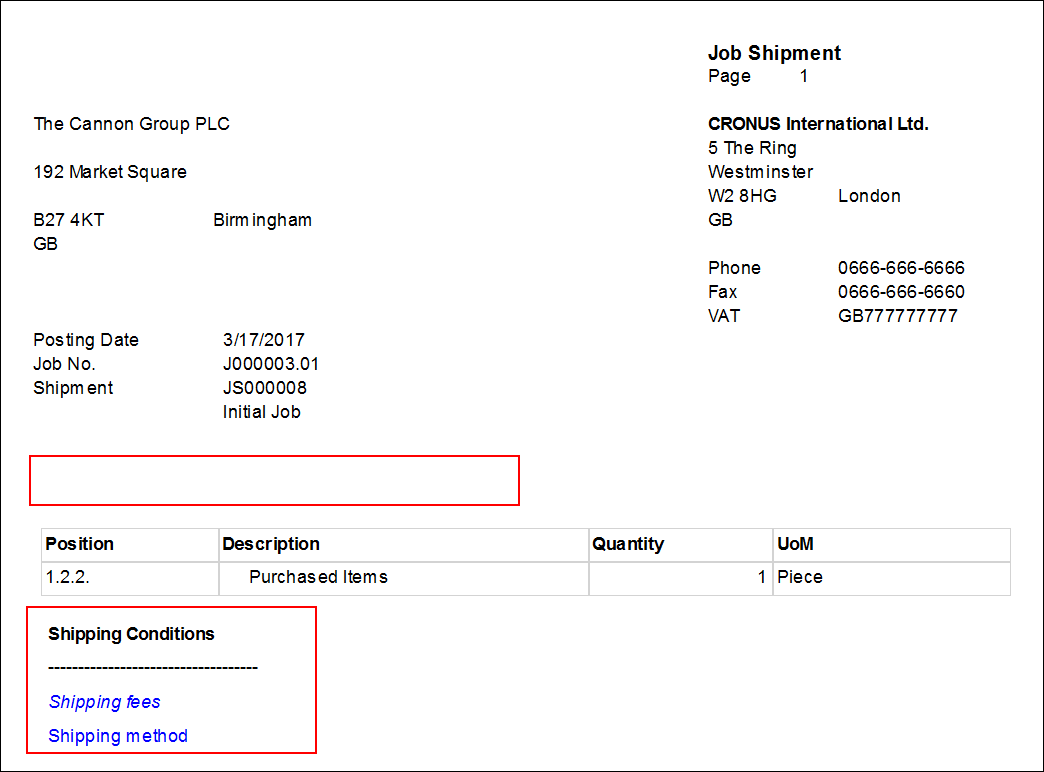 Job Shipment
Page 1
The Cannon Group PLC
CRONUS International Ltd.
5 The Ring
192 Market Square
Westminster
W2 8HG London
B27 4KT Birmingham
GB
GB
Phone 0666-666-6666
Fax 0666-666-6660
VAT GB777777777
Posting Date 3/17/2017
Job No. J000003.01
Shipment JS000008
Initial Job
Position Description Quantity UoM
1.2.2. Purchased Items 1 Piece
Shipping Conditions
-----------------------------------
Shipping fees
Shipping method